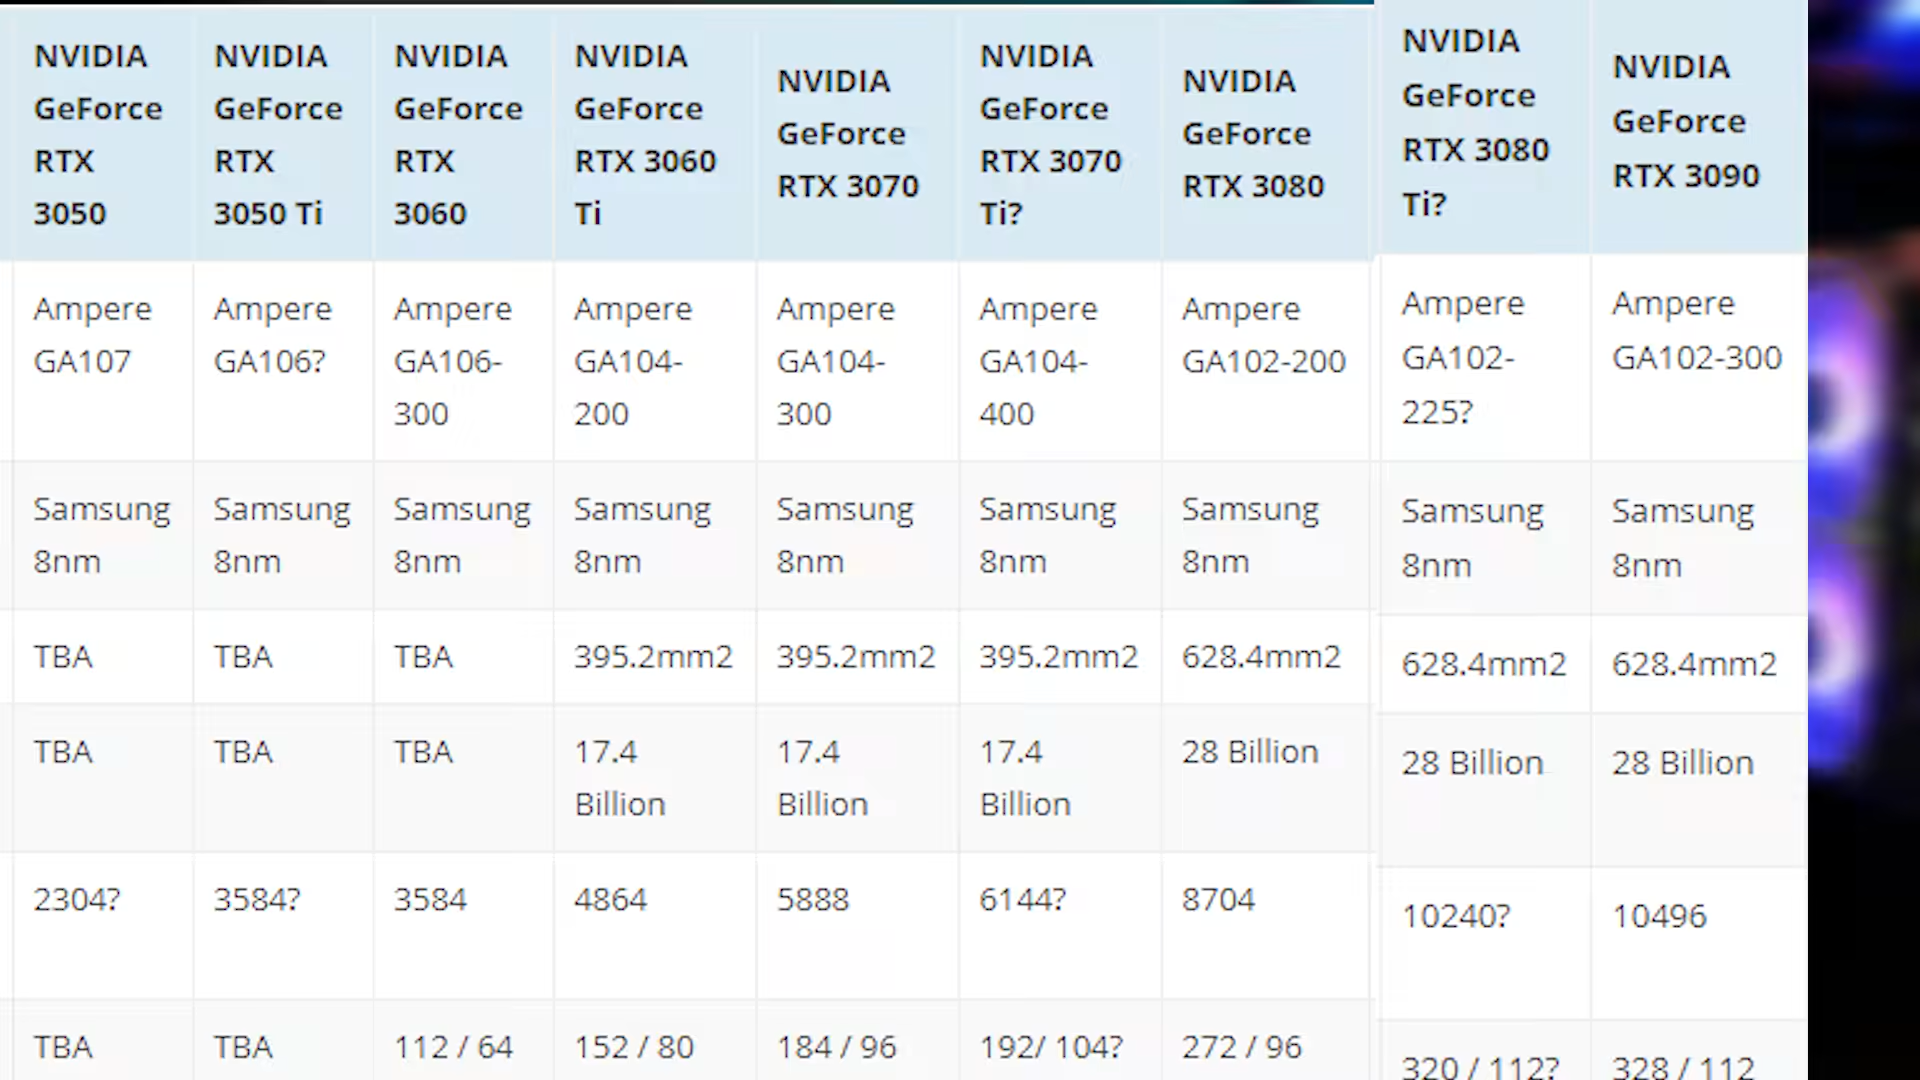 NVIDIA
GeForce
RTX
3050
NVIDIA
GeForce
RTX
3050 Ti
NVIDIA
GeForce
RTX
3060
NVIDIA
GeForce
RTX 3060
Ti
NVIDIA
GeForce
RTX 3070
NVIDIA
GeForce
RTX 3070
Ti?
NVIDIA
GeForce
RTX 3080
NVIDIA
GeForce
RTX 3080
Ti?
NVIDIA
GeForce
RTX 3090
Ampere
GA107
Ampere
GA106?
Ampere
GA106-
300
Ampere
GA104-
200
Ampere
GA104-
300
Ampere
GA104-
400
Ampere
GA102-200
Ampere
GA102-
225?
Ampere
GA102-300
Samsung
8nm
Samsung
8nm
Samsung
8nm
Samsung
8nm
Samsung
8nm
Samsung
8nm
Samsung
8nm
Samsung
8nm
Samsung
8nm
TBA
TBA
TBA
395.2mm2
395.2mm2
395.2mm2
628.4mm2
628.4mm2
628.4mm2
TBA
TBA
TBA
17.4
Billion
17.4
Billion
17.4
Billion
28 Billion
28 Billion
28 Billion
2304?
3584?
3584
4864
5888
6144?
8704
10240?
10496
TBA
TBA
112 / 64
152 / 80
184 / 96
192/ 104?
272 / 96
320 / 112?
328 / 112